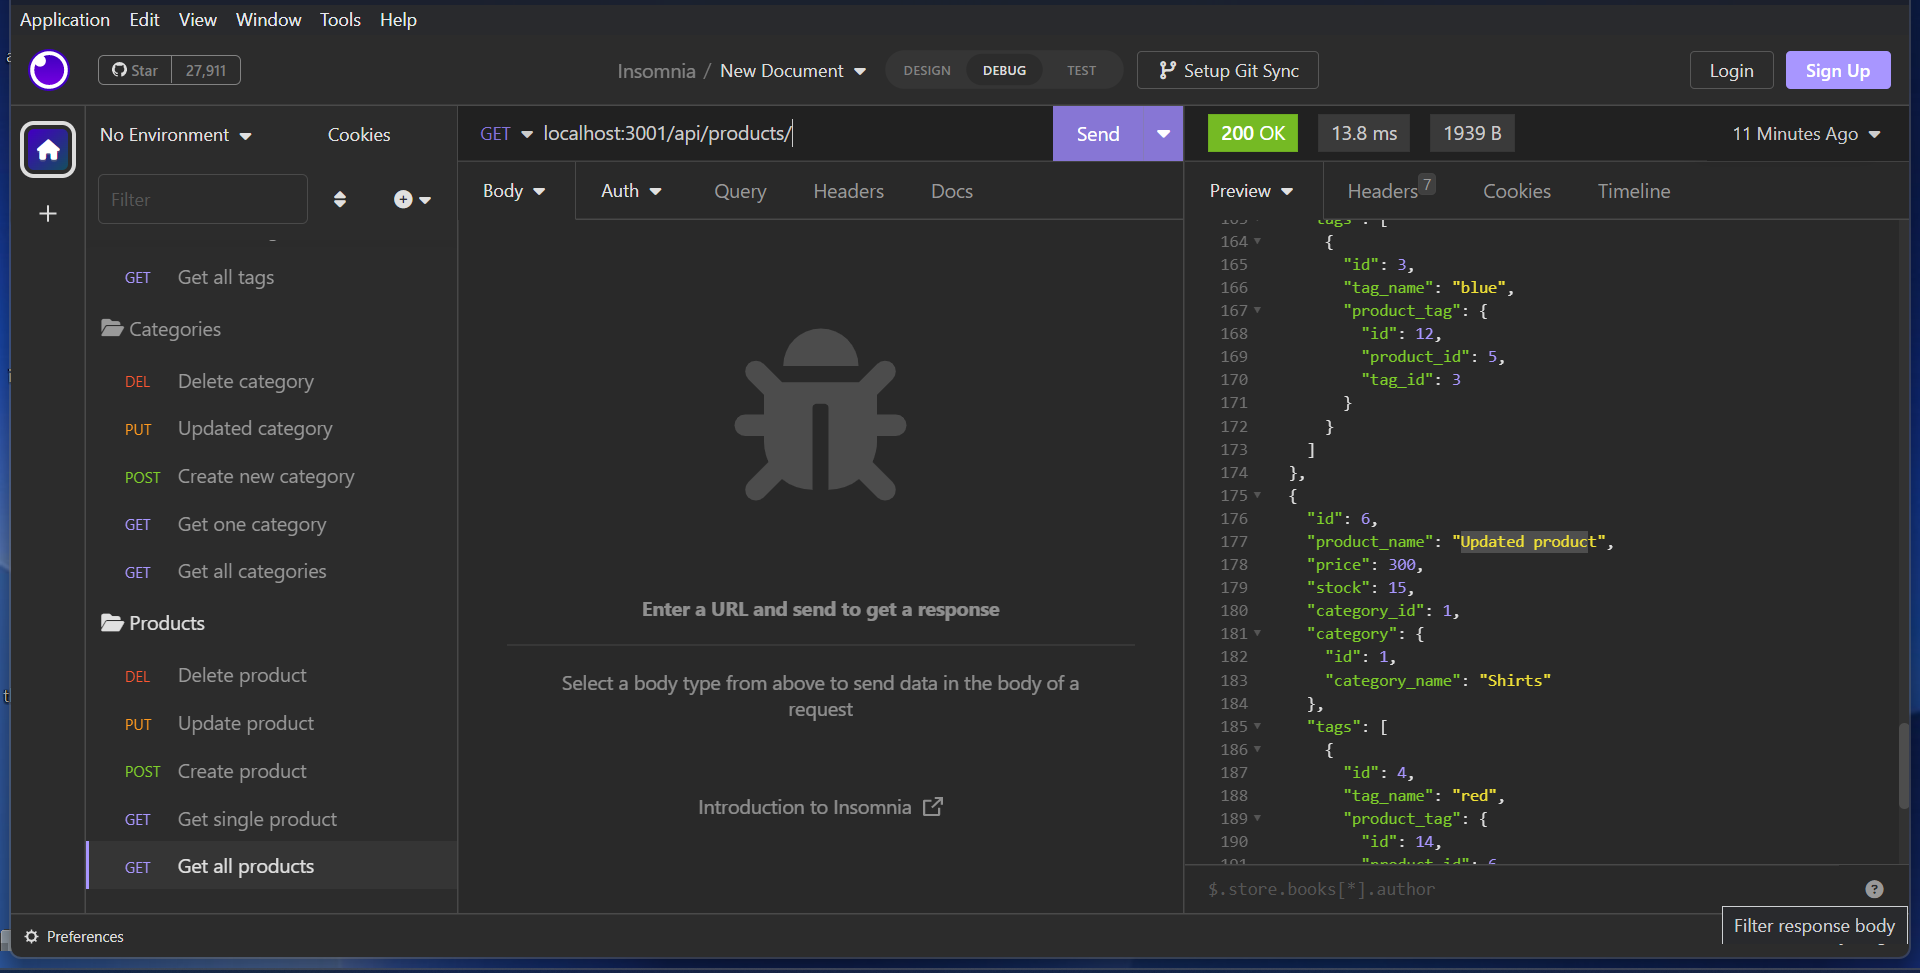 Application Edit View Window Tools Help
Star 27,911
Insomnia / New Document
DESIGN DEBUG TEST
Setup Git Sync
Login
Sign Up
No Environment
Cookies
Filter
GET Get all tags
Categories
DEL Delete category
PUT Updated category
POST Create new category
GET Get one category
GET Get all categories
Products
DEL Delete product
PUT Update product
POST Create product
GET Get single product
GET Get all products
Preferences
GET localhost:3001/api/products/
Send
Body Auth Query Headers Docs
Enter a URL and send to get a response
Select a body type from above to send data in the body of a
request
Introduction to Insomnia
200 OK 13.8 ms 1939 B 11 Minutes Ago
Preview Headers 7 Cookies Timeline
163 "tags": [
164 {
165 "id": 3,
166 "tag_name": "blue",
167 "product_tag": {
168 "id": 12,
169 "product_id": 5,
170 "tag_id": 3
171 }
172 }
173 ]
174 },
175 {
176 "id": 6,
177 "product_name": "Updated product",
178 "price": 300,
179 "stock": 15,
180 "category_id": 1,
181 "category": {
182 "id": 1,
183 "category_name": "Shirts"
184 },
185 "tags": [
186 {
187 "id": 4,
188 "tag_name": "red",
189 "product_tag": {
190 "id": 14,
191 "product_id": 6
$.store.books[*].author
Filter response body